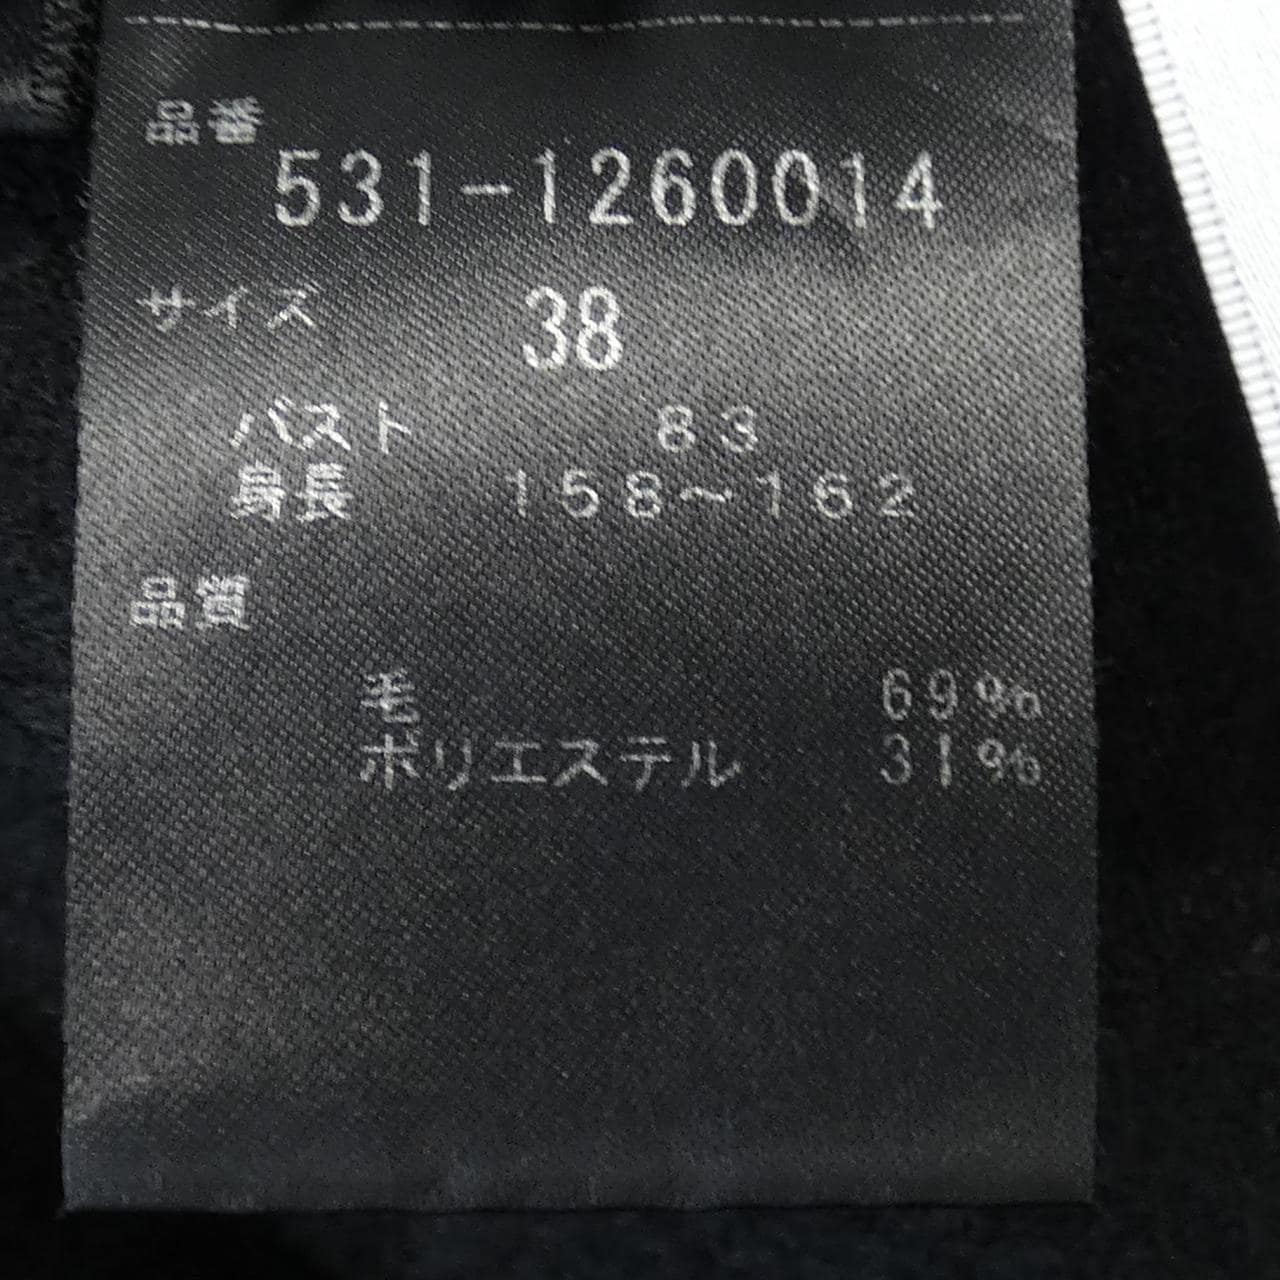 品番
531-1260014
サイズ 38
バスト 83
身長 158～162
品質
毛 69%
ポリエステル 31%